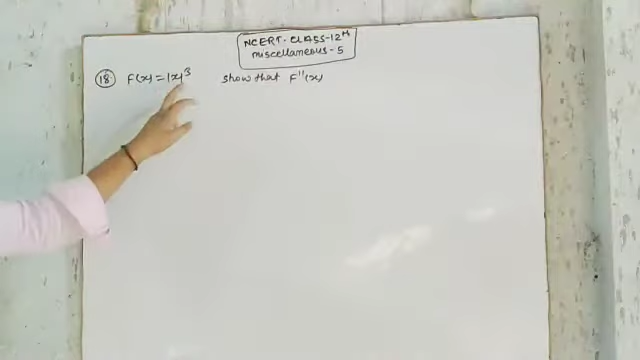 NCERT - CLASS-12th
miscellaneous - 5
18 F(x) = |x|³ show that F''(x)